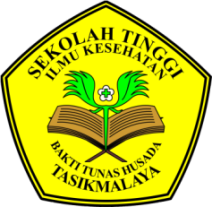 SEKOLAH TINGGI
ILMU KESEHATAN
BAKTI TUNAS HUSADA
TASIKMALAYA